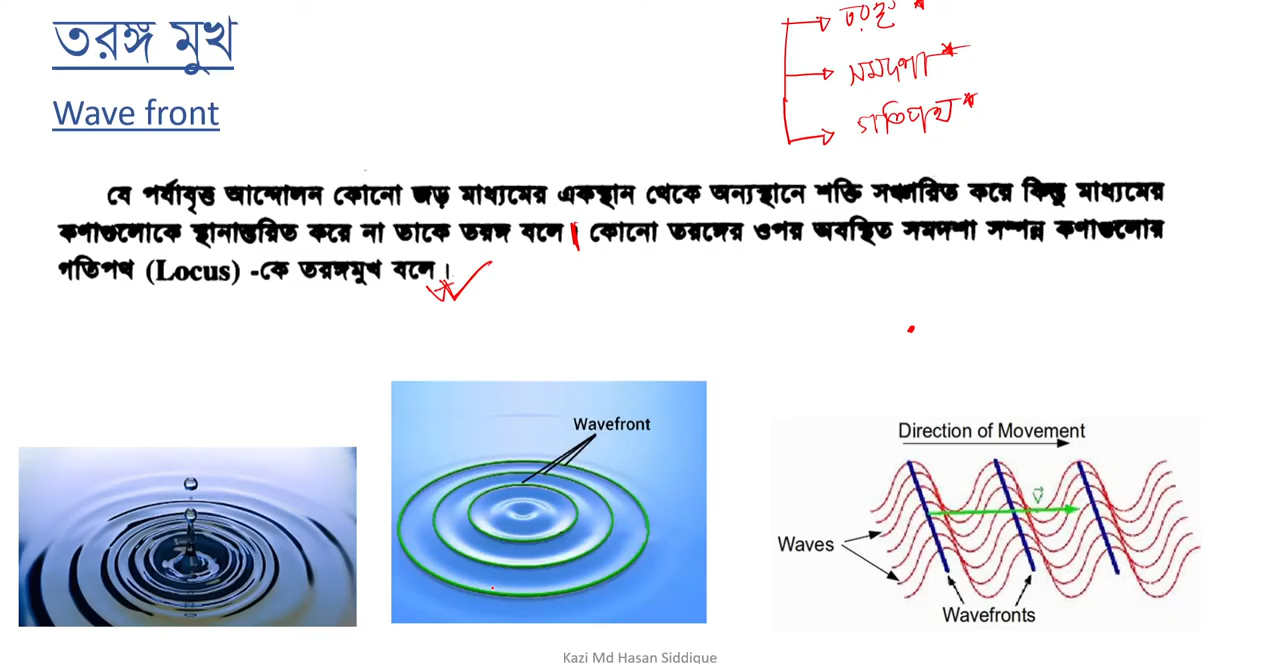 তরঙ্গ মুখ
Wave front
তরঙ্গ
সমদশা
গতিপথ
যে পর্যাবৃত্ত আন্দোলন কোনো জড় মাধ্যমের একস্থান থেকে অন্যস্থানে শক্তি সঞ্চারিত করে কিন্তু মাধ্যমের
কণাগুলোকে স্থানান্তরিত করে না তাকে তরঙ্গ বলে। কোনো তরঙ্গের ওপর অবস্থিত সমদশা সম্পন্ন কণাগুলোর
গতিপথ (Locus) -কে তরঙ্গমুখ বলে।
Wavefront
Direction of Movement
v
Waves
Wavefronts
Kazi Md Hasan Siddique